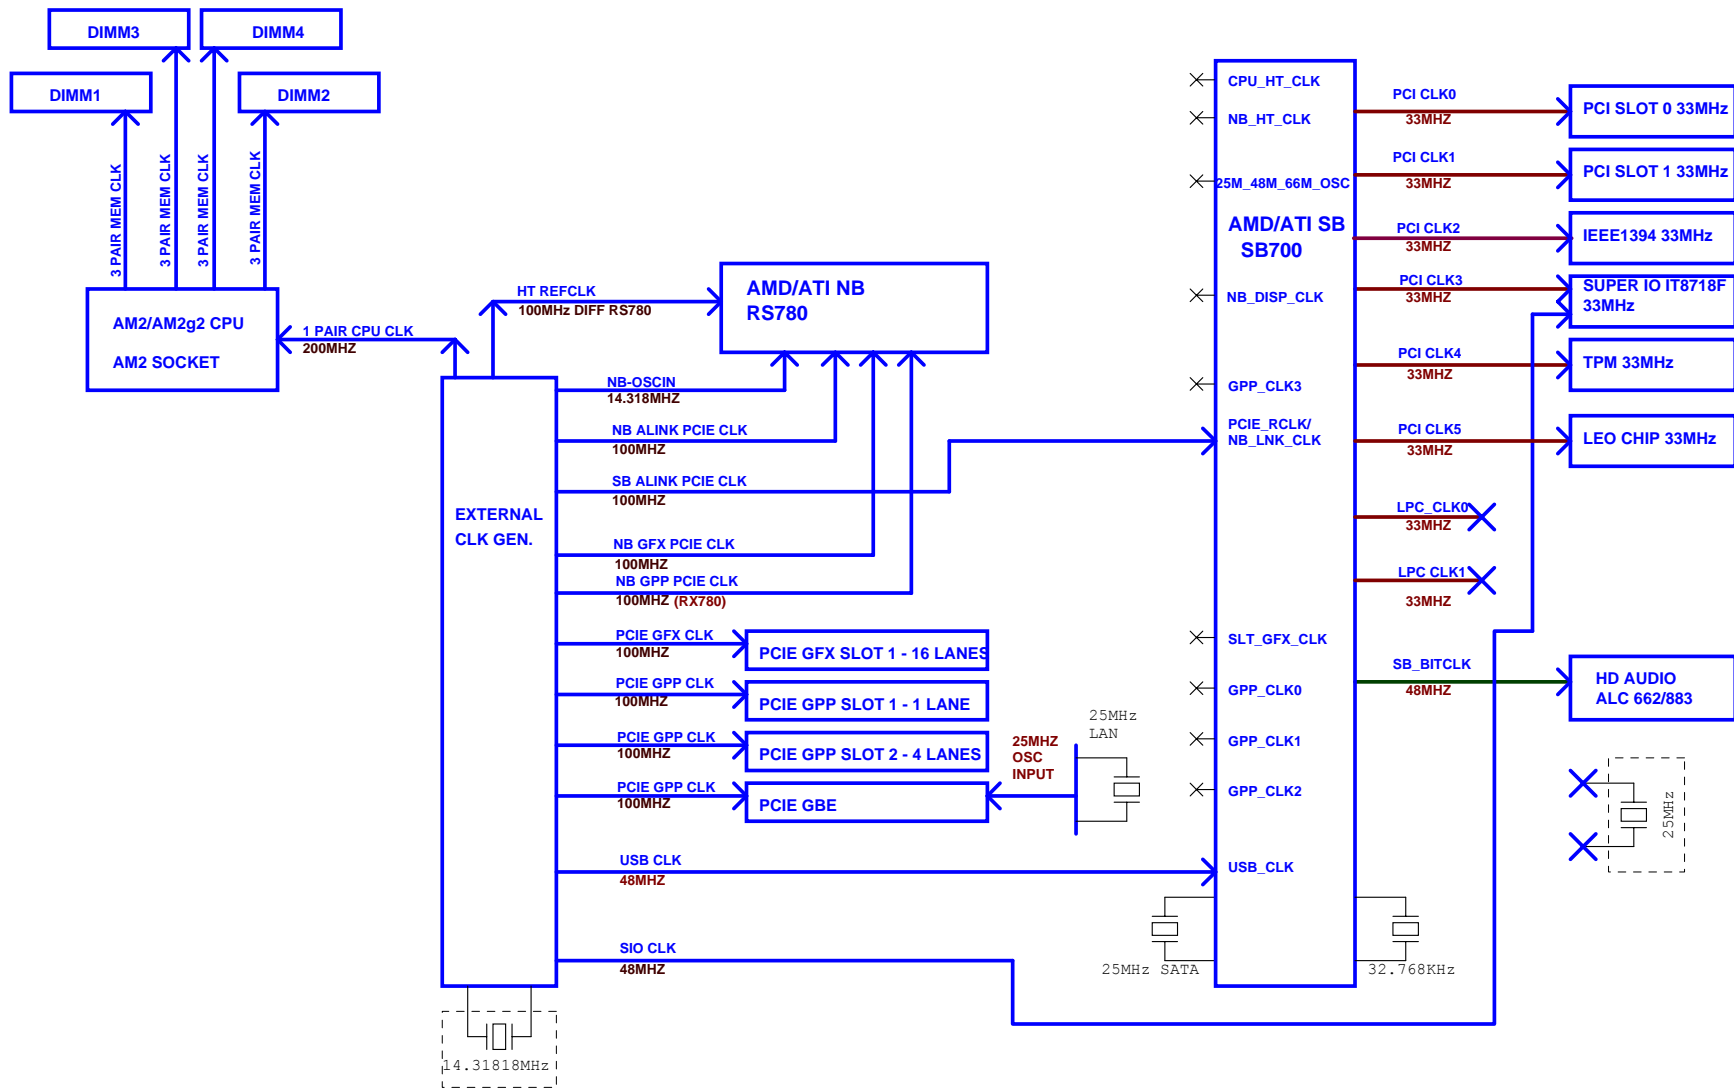 DIMM3
DIMM4
DIMM1
DIMM2
3 PAIR MEM CLK
3 PAIR MEM CLK
3 PAIR MEM CLK
3 PAIR MEM CLK
AM2/AM2g2 CPU
AM2 SOCKET
1 PAIR CPU CLK
200MHZ
HT REFCLK
100MHz DIFF RS780
AMD/ATI NB
RS780
EXTERNAL
CLK GEN.
NB-OSCIN
14.318MHZ
NB ALINK PCIE CLK
100MHZ
SB ALINK PCIE CLK
100MHZ
NB GFX PCIE CLK
100MHZ
NB GPP PCIE CLK
100MHZ (RX780)
PCIE GFX CLK
100MHZ
PCIE GFX SLOT 1 - 16 LANES
PCIE GPP CLK
100MHZ
PCIE GPP SLOT 1 - 1 LANE
PCIE GPP CLK
100MHZ
PCIE GPP SLOT 2 - 4 LANES
PCIE GPP CLK
100MHZ
PCIE GBE
25MHZ
OSC
INPUT
25MHz
LAN
USB CLK
48MHZ
SIO CLK
48MHZ
14.31818MHz
CPU_HT_CLK
NB_HT_CLK
25M_48M_66M_OSC
AMD/ATI SB
SB700
NB_DISP_CLK
GPP_CLK3
PCIE_RCLK/
NB_LNK_CLK
SLT_GFX_CLK
GPP_CLK0
GPP_CLK1
GPP_CLK2
USB_CLK
25MHz SATA
32.768KHz
PCI CLK0
33MHZ
PCI SLOT 0 33MHz
PCI CLK1
33MHZ
PCI SLOT 1 33MHz
PCI CLK2
33MHZ
IEEE1394 33MHz
PCI CLK3
33MHZ
SUPER IO IT8718F
33MHz
PCI CLK4
33MHZ
TPM 33MHz
PCI CLK5
33MHZ
LEO CHIP 33MHz
LPC_CLK0
33MHZ
LPC CLK1
33MHZ
SB_BITCLK
48MHZ
HD AUDIO
ALC 662/883
25MHz